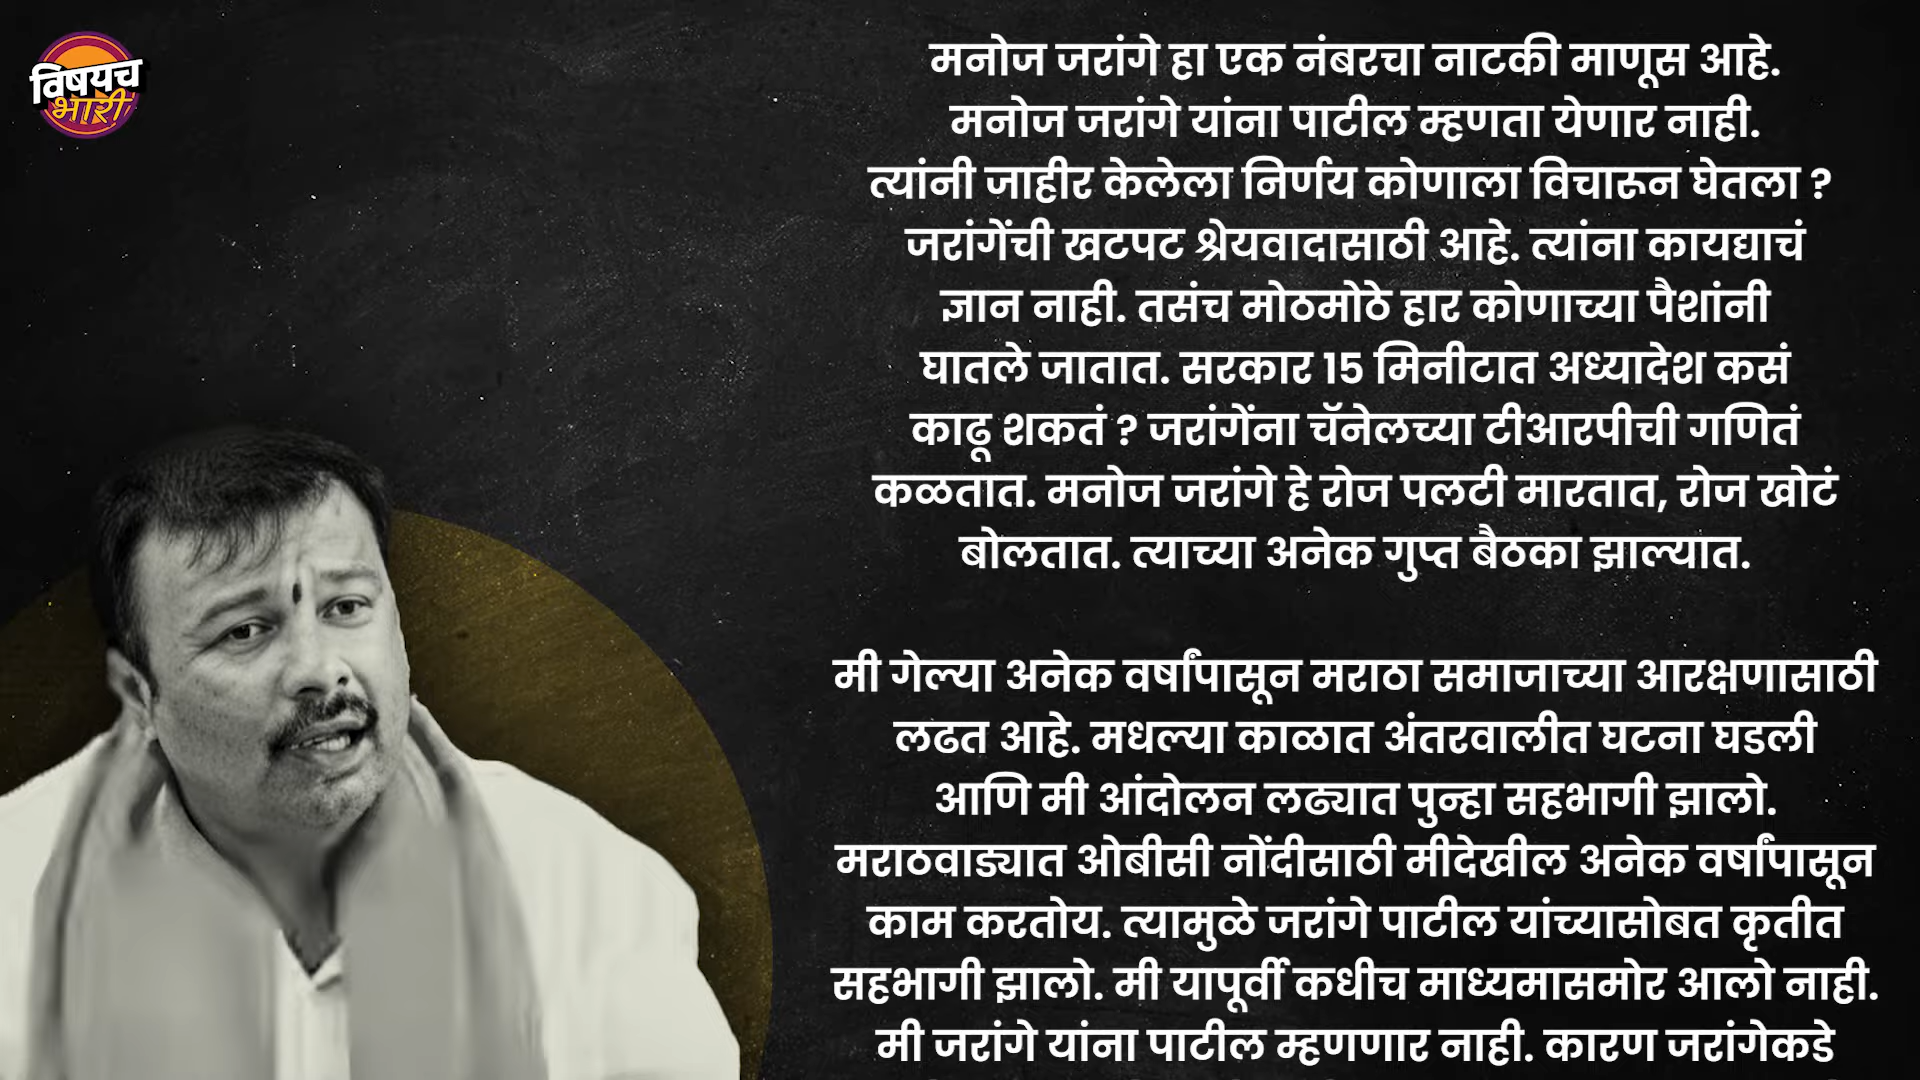 विषयच
भारी
मनोज जरांगे हा एक नंबरचा नाटकी माणूस आहे.
मनोज जरांगे यांना पाटील म्हणता येणार नाही.
त्यांनी जाहीर केलेला निर्णय कोणाला विचारून घेतला ?
जरांगेंची खटपट श्रेयवादासाठी आहे. त्यांना कायद्याचं
ज्ञान नाही. तसंच मोठमोठे हार कोणाच्या पैशांनी
घातले जातात. सरकार 15 मिनीटात अध्यादेश कसं
काढू शकतं ? जरांगेंना चॅनेलच्या टीआरपीची गणितं
कळतात. मनोज जरांगे हे रोज पलटी मारतात, रोज खोटं
बोलतात. त्याच्या अनेक गुप्त बैठका झाल्यात.
मी गेल्या अनेक वर्षांपासून मराठा समाजाच्या आरक्षणासाठी
लढत आहे. मधल्या काळात अंतरवालीत घटना घडली
आणि मी आंदोलन लढ्यात पुन्हा सहभागी झालो.
मराठवाड्यात ओबीसी नोंदीसाठी मीदेखील अनेक वर्षांपासून
काम करतोय. त्यामुळे जरांगे पाटील यांच्यासोबत कृतीत
सहभागी झालो. मी यापूर्वी कधीच माध्यमासमोर आलो नाही.
मी जरांगे यांना पाटील म्हणणार नाही. कारण जरांगेकडे